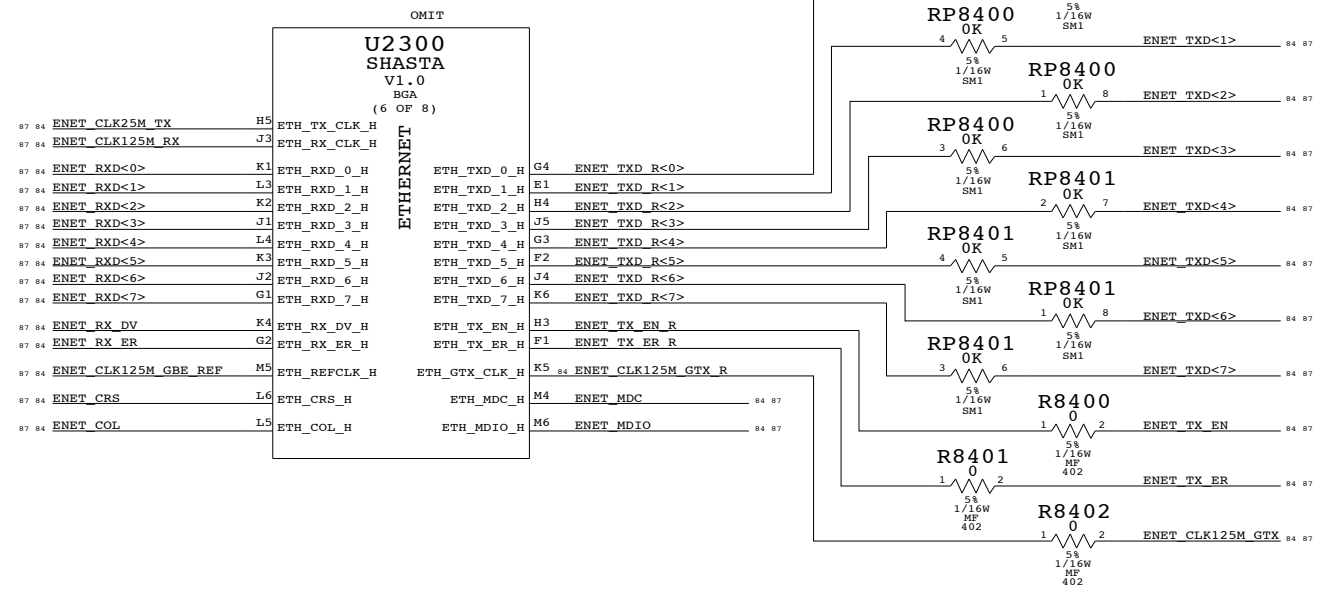 OMIT
U2300
SHASTA
V1.0
BGA
(6 OF 8)
ETHERNET
87 84 ENET_CLK25M_TX H5 ETH_TX_CLK_H
87 84 ENET_CLK125M_RX J3 ETH_RX_CLK_H
87 84 ENET_RXD<0> K1 ETH_RXD_0_H
87 84 ENET_RXD<1> L3 ETH_RXD_1_H
87 84 ENET_RXD<2> K2 ETH_RXD_2_H
87 84 ENET_RXD<3> J1 ETH_RXD_3_H
87 84 ENET_RXD<4> L4 ETH_RXD_4_H
87 84 ENET_RXD<5> K3 ETH_RXD_5_H
87 84 ENET_RXD<6> J2 ETH_RXD_6_H
87 84 ENET_RXD<7> G1 ETH_RXD_7_H
87 84 ENET_RX_DV K4 ETH_RX_DV_H
87 84 ENET_RX_ER G2 ETH_RX_ER_H
87 84 ENET_CLK125M_GBE_REF M5 ETH_REFCLK_H
87 84 ENET_CRS L6 ETH_CRS_H
87 84 ENET_COL L5 ETH_COL_H
ETH_TXD_0_H G4 ENET_TXD_R<0>
ETH_TXD_1_H E1 ENET_TXD_R<1>
ETH_TXD_2_H H4 ENET_TXD_R<2>
ETH_TXD_3_H J5 ENET_TXD_R<3>
ETH_TXD_4_H G3 ENET_TXD_R<4>
ETH_TXD_5_H F2 ENET_TXD_R<5>
ETH_TXD_6_H J4 ENET_TXD_R<6>
ETH_TXD_7_H K6 ENET_TXD_R<7>
ETH_TX_EN_H H3 ENET_TX_EN_R
ETH_TX_ER_H F1 ENET_TX_ER_R
ETH_GTX_CLK_H K5 84 ENET_CLK125M_GTX_R
ETH_MDC_H M4 ENET_MDC 84 87
ETH_MDIO_H M6 ENET_MDIO 84 87
5%
1/16W
SM1
RP8400
0K
4 5 ENET_TXD<1> 84 87
5%
1/16W
SM1
RP8400
0K
1 8 ENET_TXD<2> 84 87
5%
1/16W
SM1
RP8400
0K
3 6 ENET_TXD<3> 84 87
5%
1/16W
SM1
RP8401
0K
2 7 ENET_TXD<4> 84 87
5%
1/16W
SM1
RP8401
0K
4 5 ENET_TXD<5> 84 87
5%
1/16W
SM1
RP8401
0K
1 8 ENET_TXD<6> 84 87
5%
1/16W
SM1
RP8401
0K
3 6 ENET_TXD<7> 84 87
5%
1/16W
SM1
R8400
0
1 2 ENET_TX_EN 84 87
5%
1/16W
MF
402
R8401
0
1 2 ENET_TX_ER 84 87
5%
1/16W
MF
402
R8402
0
1 2 ENET_CLK125M_GTX 84 87
5%
1/16W
MF
402